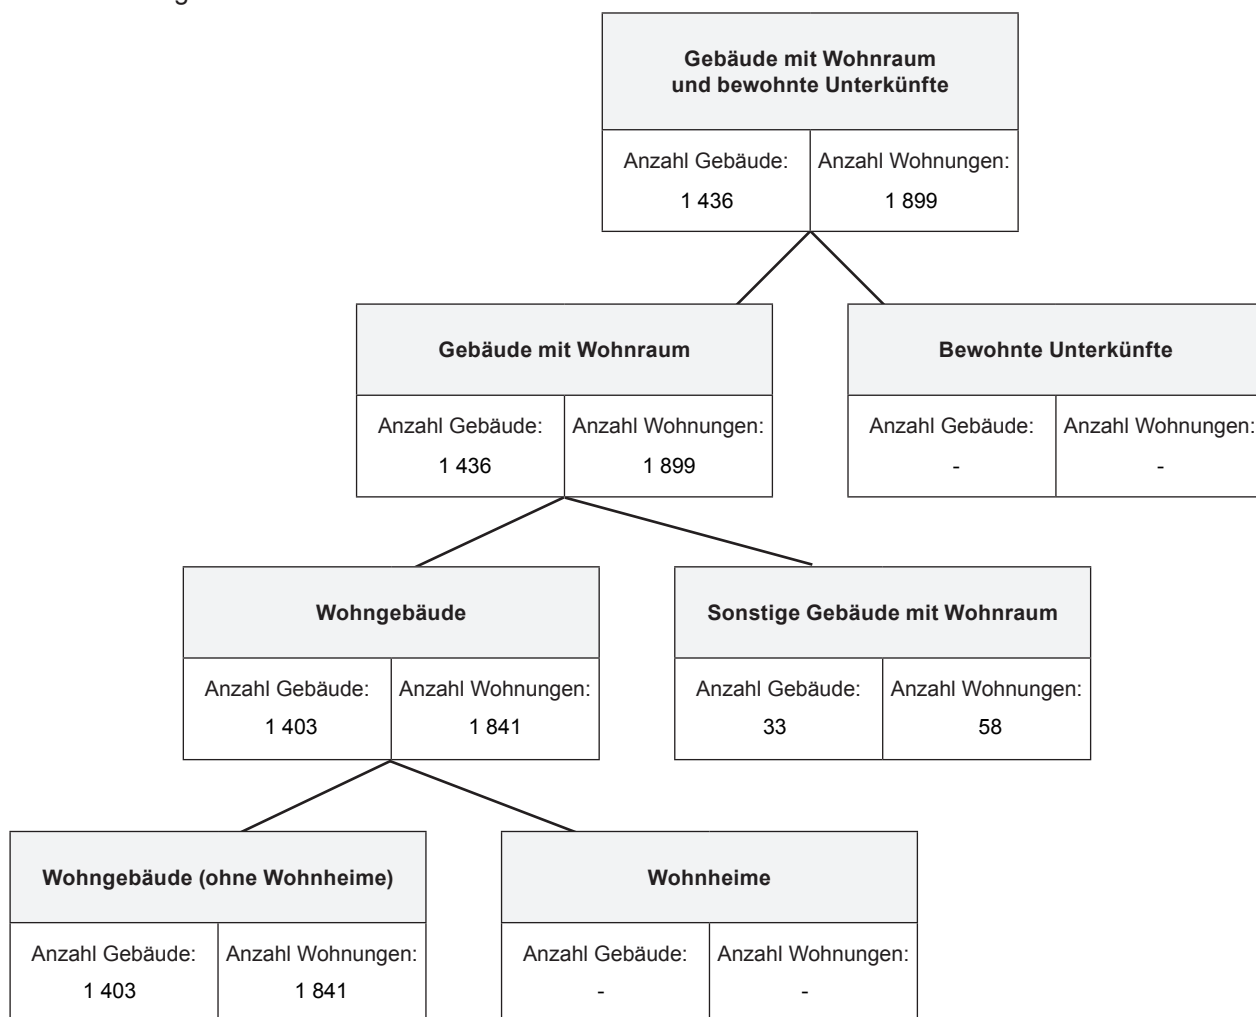 Gebäude mit Wohnraum
und bewohnte Unterkünfte
Anzahl Gebäude:
1 436
Anzahl Wohnungen:
1 899
Gebäude mit Wohnraum
Anzahl Gebäude:
1 436
Anzahl Wohnungen:
1 899
Bewohnte Unterkünfte
Anzahl Gebäude:
-
Anzahl Wohnungen:
-
Wohngebäude
Anzahl Gebäude:
1 403
Anzahl Wohnungen:
1 841
Sonstige Gebäude mit Wohnraum
Anzahl Gebäude:
33
Anzahl Wohnungen:
58
Wohngebäude (ohne Wohnheime)
Anzahl Gebäude:
1 403
Anzahl Wohnungen:
1 841
Wohnheime
Anzahl Gebäude:
-
Anzahl Wohnungen:
-